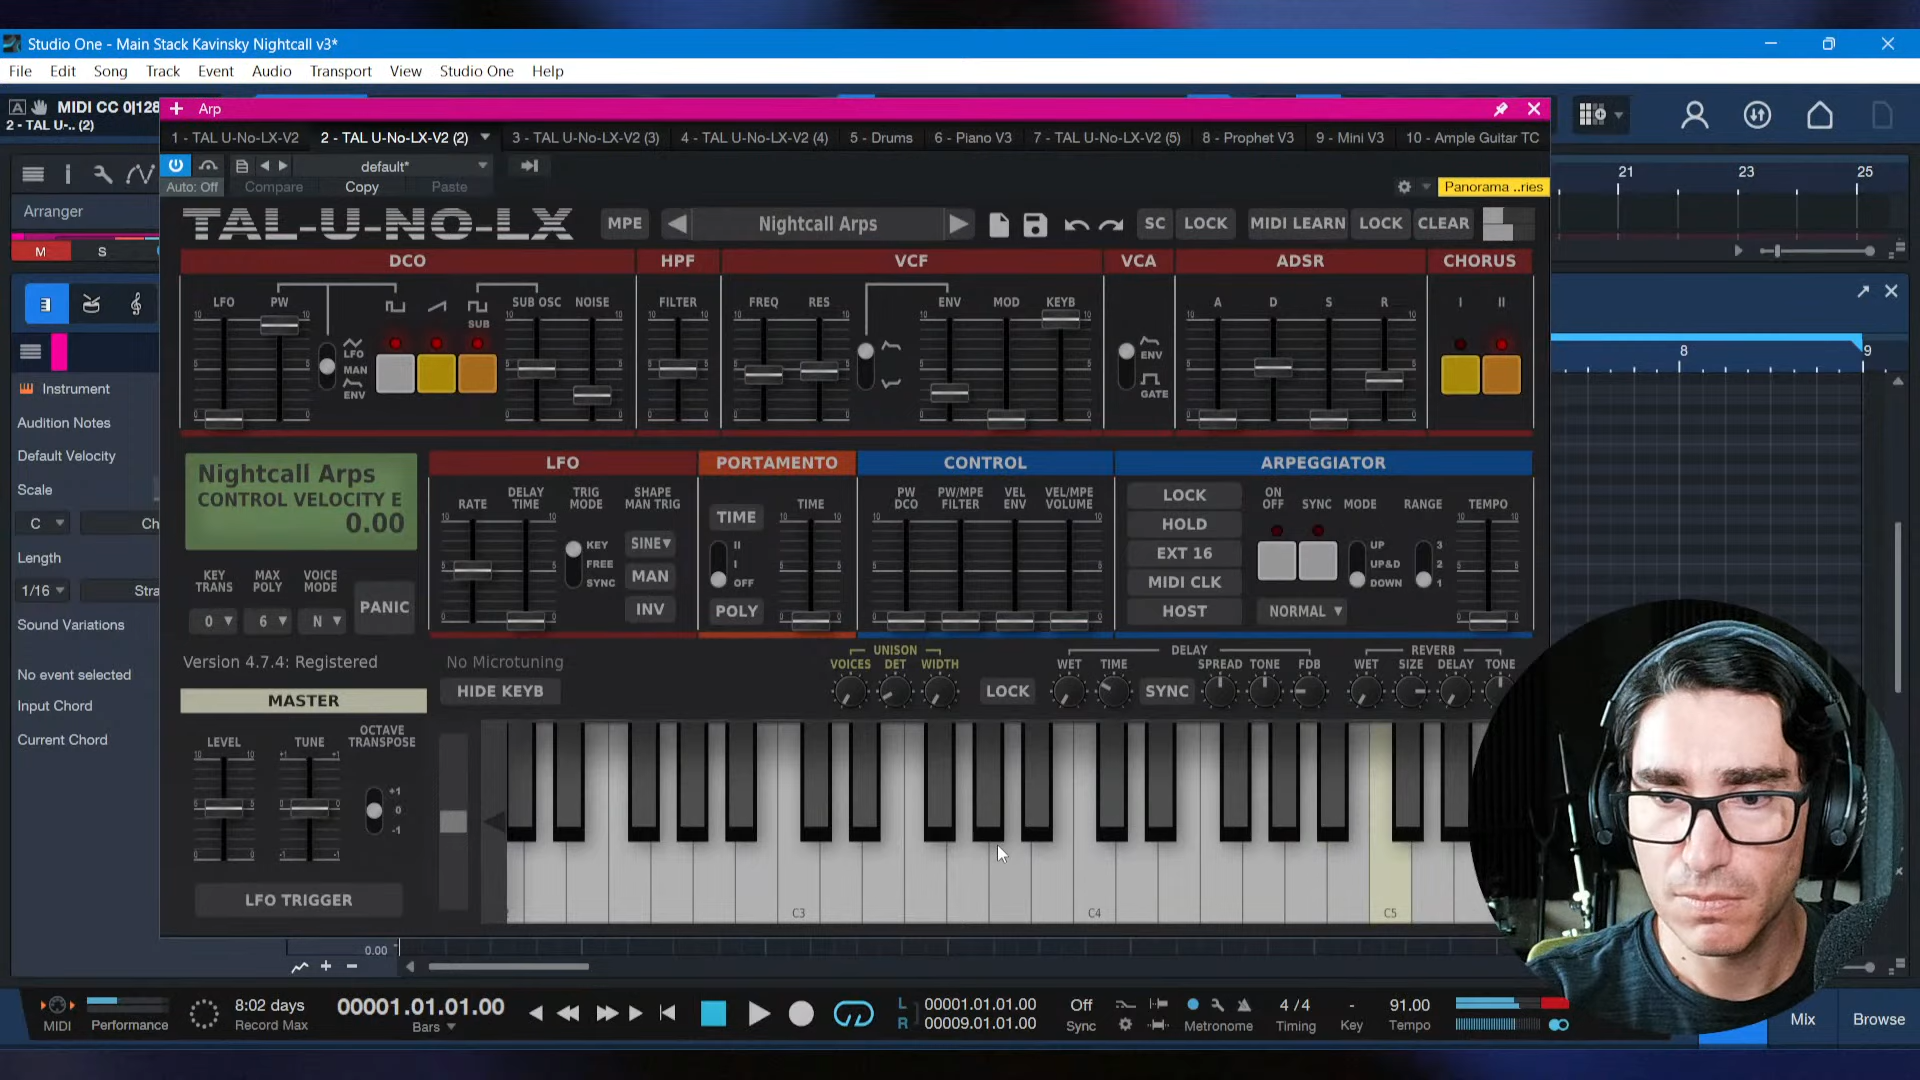 Studio One - Main Stack Kavinsky Nightcall v3*
File Edit Song Track Event Audio Transport View Studio One Help
MIDI CC 0|128
2 - TAL U-.. (2)
Arp
1 - TAL U-No-LX-V2 2 - TAL U-No-LX-V2 (2) 3 - TAL U-No-LX-V2 (3) 4 - TAL U-No-LX-V2 (4) 5 - Drums 6 - Piano V3 7 - TAL U-No-LX-V2 (5) 8 - Prophet V3 9 - Mini V3 10 - Ample Guitar TC
default*
Auto: Off Compare Copy Paste Panorama ..ries
21 23 25
Arranger
M S
TAL-U-NO-LX MPE Nightcall Arps SC LOCK MIDI LEARN LOCK CLEAR
DCO HPF VCF VCA ADSR CHORUS
LFO PW SUB SUB OSC NOISE FILTER FREQ RES ENV MOD KEYB A D S R I II
LFO MAN ENV
ENV GATE
10 5 0
8 9
Instrument
Audition Notes
Default Velocity
Scale
C Ch
Length
1/16 Stra
Sound Variations
No event selected
Input Chord
Current Chord
Nightcall Arps
CONTROL VELOCITY E
0.00
KEY TRANS MAX POLY VOICE MODE
0 6 N PANIC
LFO PORTAMENTO CONTROL ARPEGGIATOR
RATE DELAY TIME TRIG MODE SHAPE MAN TRIG
KEY FREE SYNC
SINE
MAN
INV
TIME TIME
II I OFF
POLY
PW DCO PW/MPE FILTER VEL ENV VEL/MPE VOLUME
LOCK
HOLD
EXT 16
MIDI CLK
HOST
ON OFF SYNC MODE RANGE TEMPO
UP UP&D DOWN
3 2 1
NORMAL
Version 4.7.4: Registered No Microtuning
HIDE KEYB
UNISON
VOICES DET WIDTH
LOCK
DELAY
WET TIME SYNC SPREAD TONE FDB
REVERB
WET SIZE DELAY TONE
MASTER
LEVEL TUNE OCTAVE TRANSPOSE
+1 0 -1
LFO TRIGGER
C3 C4 C5
0.00
MIDI Performance 8:02 days Record Max 00001.01.01.00 Bars
L 00001.01.01.00
R 00009.01.01.00
Off Sync Metronome 4 / 4 Timing - Key 91.00 Tempo
Mix Browse